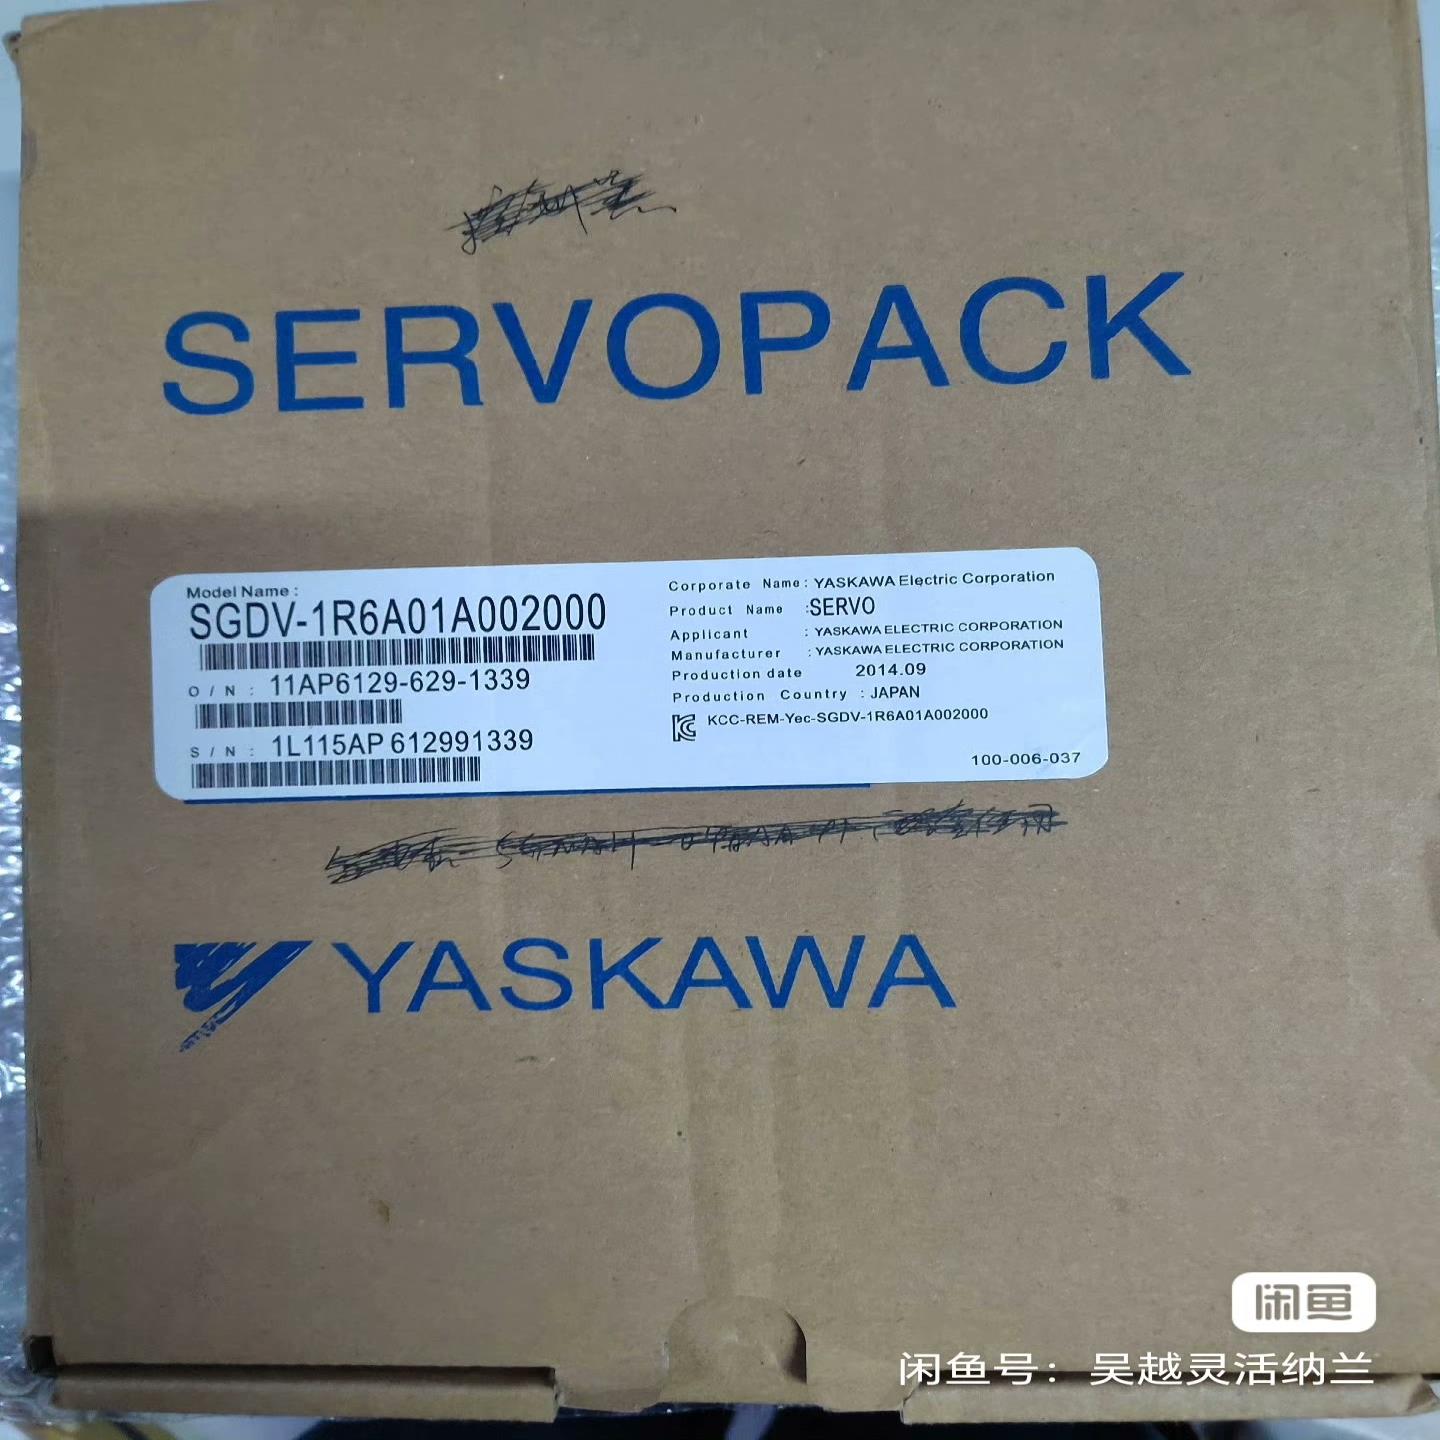 SERVOPACK
Model Name :
SGDV-1R6A01A002000
O / N : 11AP6129-629-1339
S / N : 1L115AP 612991339
Corporate Name : YASKAWA Electric Corporation
Product Name :SERVO
Applicant : YASKAWA ELECTRIC CORPORATION
Manufacturer : YASKAWA ELECTRIC CORPORATION
Production date 2014.09
Production Country : JAPAN
KCC-REM-Yec-SGDV-1R6A01A002000
100-006-037
YASKAWA
闲鱼
闲鱼号：吴越灵活纳兰